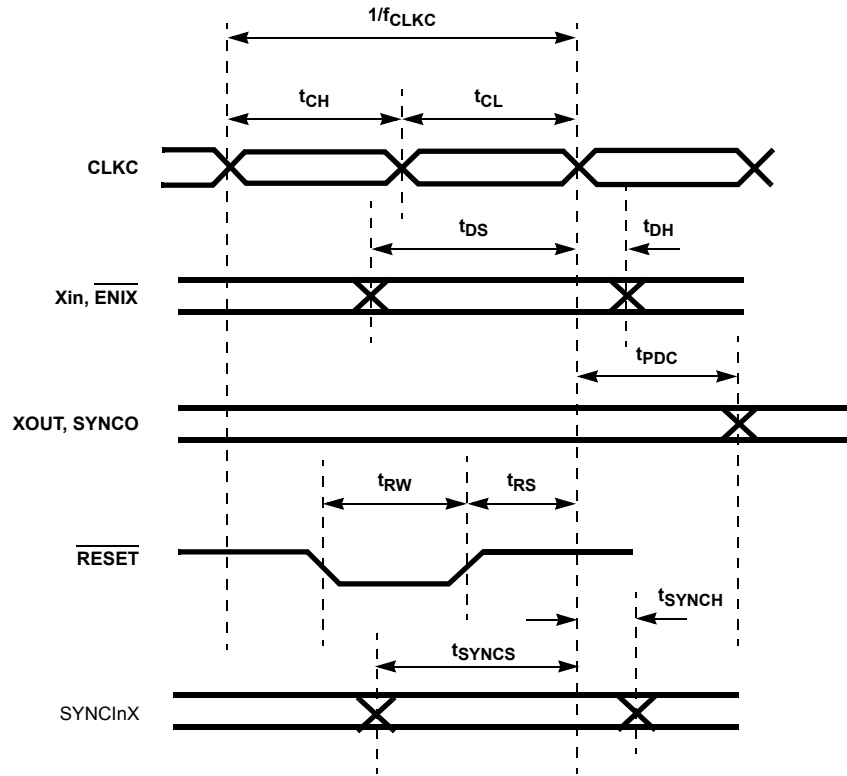 1/fCLKC
tCH tCL
CLKC
tDS tDH
Xin, ENIX
tPDC
XOUT, SYNCO
tRW tRS
RESET
tSYNCH
tSYNCS
SYNCInX